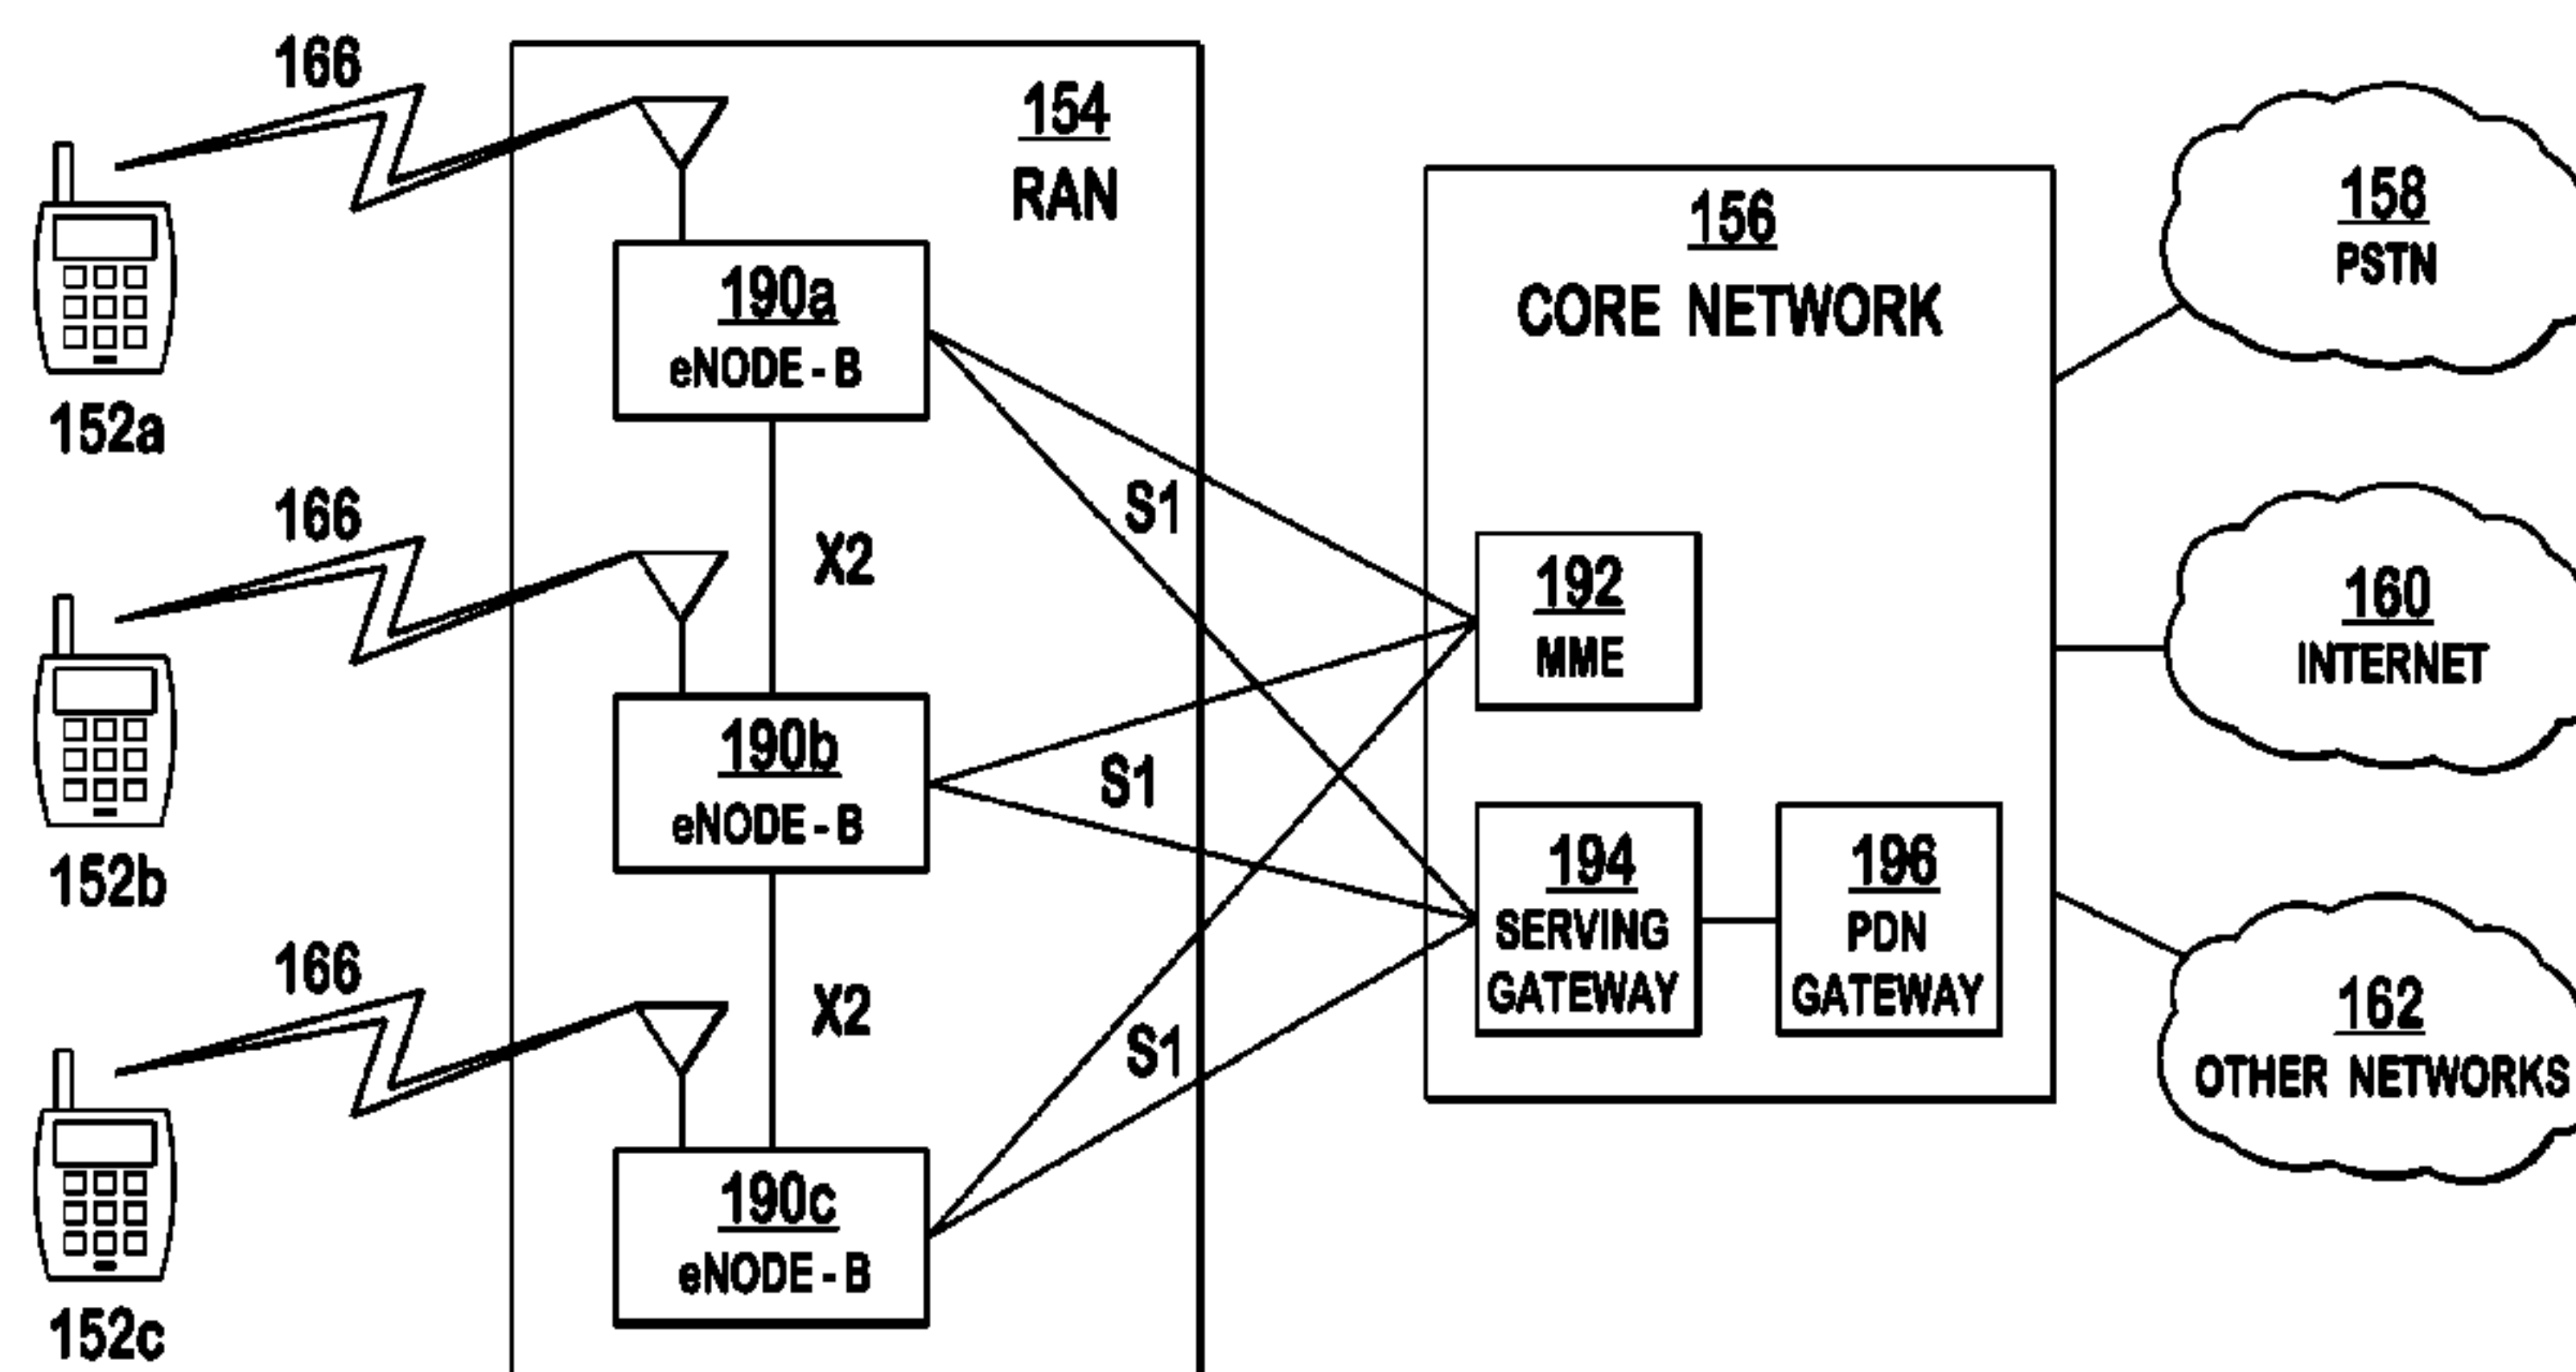 166
154
RAN
152a
190a
eNODE - B
X2
S1
166
152b
190b
eNODE - B
S1
X2
166
152c
190c
eNODE - B
S1
156
CORE NETWORK
192
MME
194
SERVING
GATEWAY
196
PDN
GATEWAY
158
PSTN
160
INTERNET
162
OTHER NETWORKS